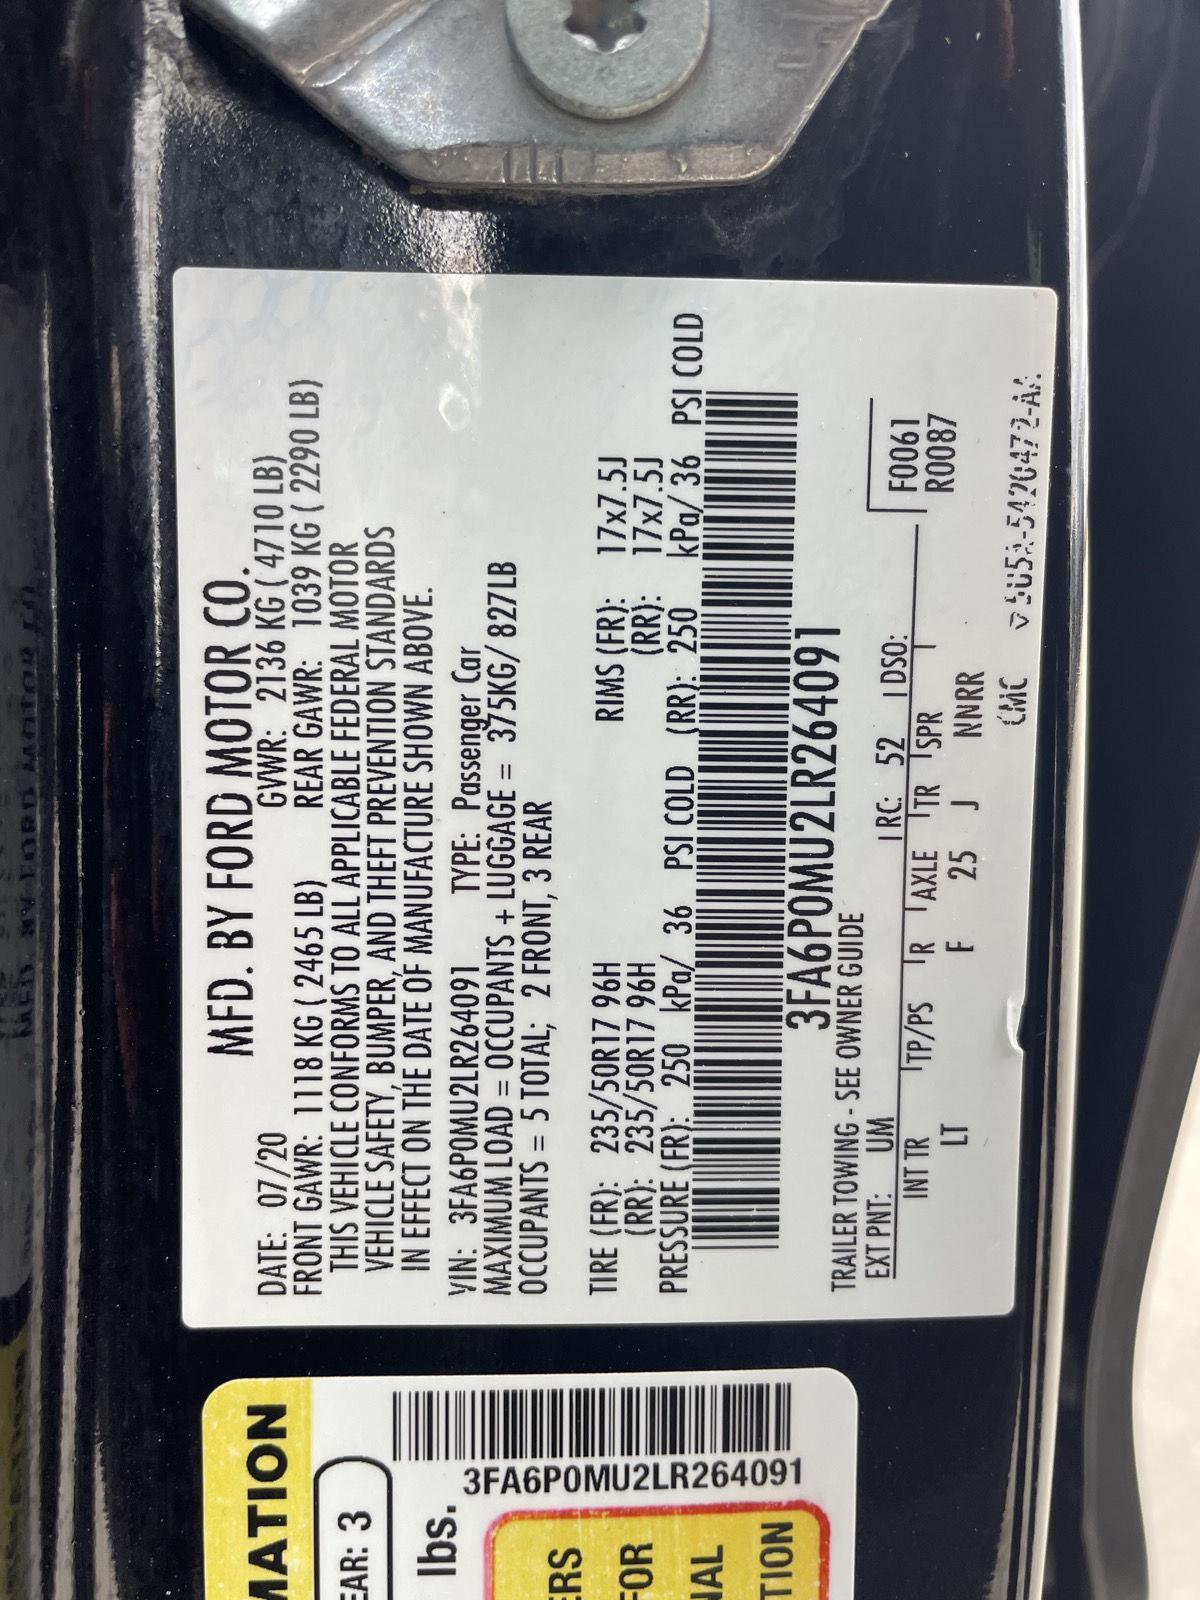 MFD. BY FORD MOTOR CO.
DATE: 07/20 GVWR: 2136 KG ( 4710 LB)
FRONT GAWR: 1118 KG ( 2465 LB) REAR GAWR: 1039 KG ( 2290 LB)
THIS VEHICLE CONFORMS TO ALL APPLICABLE FEDERAL MOTOR
VEHICLE SAFETY, BUMPER, AND THEFT PREVENTION STANDARDS
IN EFFECT ON THE DATE OF MANUFACTURE SHOWN ABOVE.
VIN: 3FA6P0MU2LR264091 TYPE: Passenger Car
MAXIMUM LOAD = OCCUPANTS + LUGGAGE = 375KG/ 827LB
OCCUPANTS = 5 TOTAL; 2 FRONT, 3 REAR
TIRE (FR): 235/50R17 96H RIMS (FR): 17x7.5J
(RR): 235/50R17 96H (RR): 17x7.5J
PRESSURE (FR): 250 kPa/ 36 PSI COLD (RR): 250 kPa/ 36 PSI COLD
3FA6P0MU2LR264091
TRAILER TOWING - SEE OWNER GUIDE
EXT PNT: UM RC: 52 DSO:
F0061
R0087
INT TR TP/PS R AXLE TR SPR
LT F 25 J NNRR
CMC
MATION
EAR: 3
3FA6P0MU2LR264091
lbs.
ERS
FOR
NAL
TION